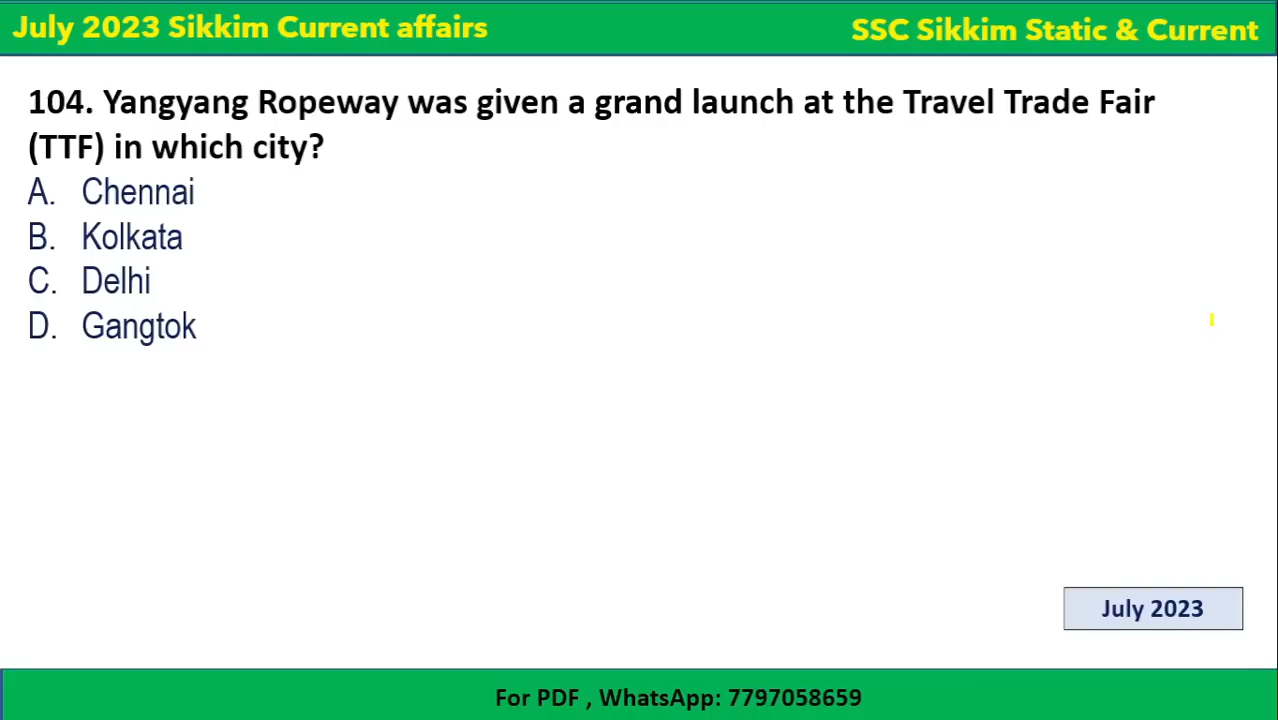 July 2023 Sikkim Current affairs
SSC Sikkim Static & Current
104. Yangyang Ropeway was given a grand launch at the Travel Trade Fair
(TTF) in which city?
A. Chennai
B. Kolkata
C. Delhi
D. Gangtok
July 2023
For PDF , WhatsApp: 7797058659